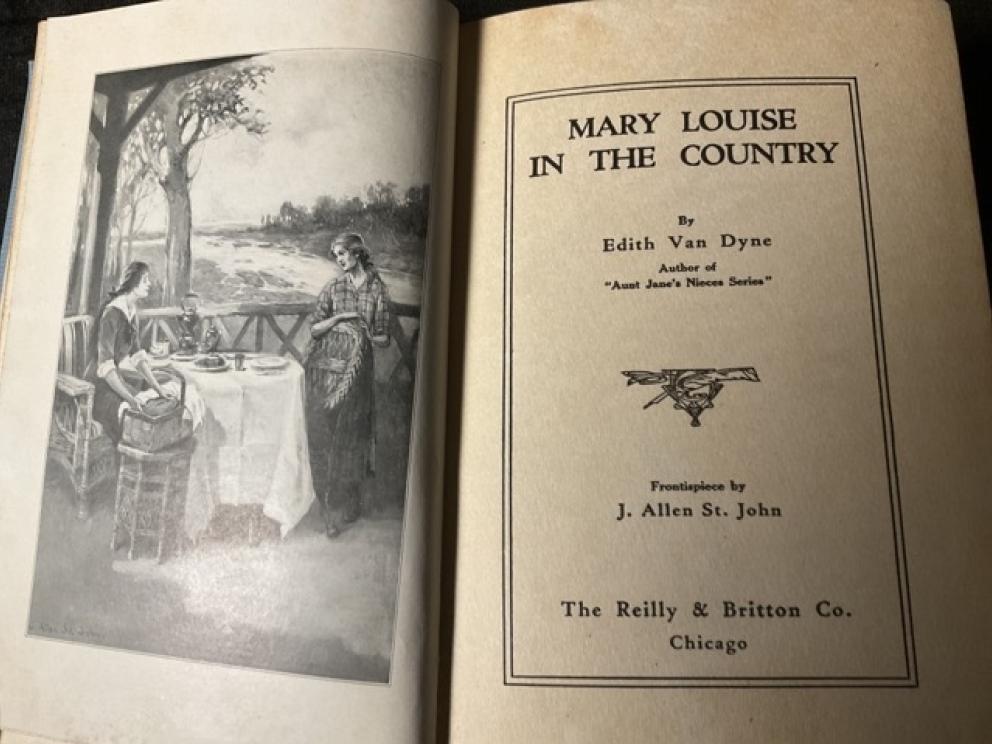 MARY LOUISE
IN THE COUNTRY
By
Edith Van Dyne
Author of
"Aunt Jane's Nieces Series"
Frontispiece by
J. Allen St. John
The Reilly & Britton Co.
Chicago